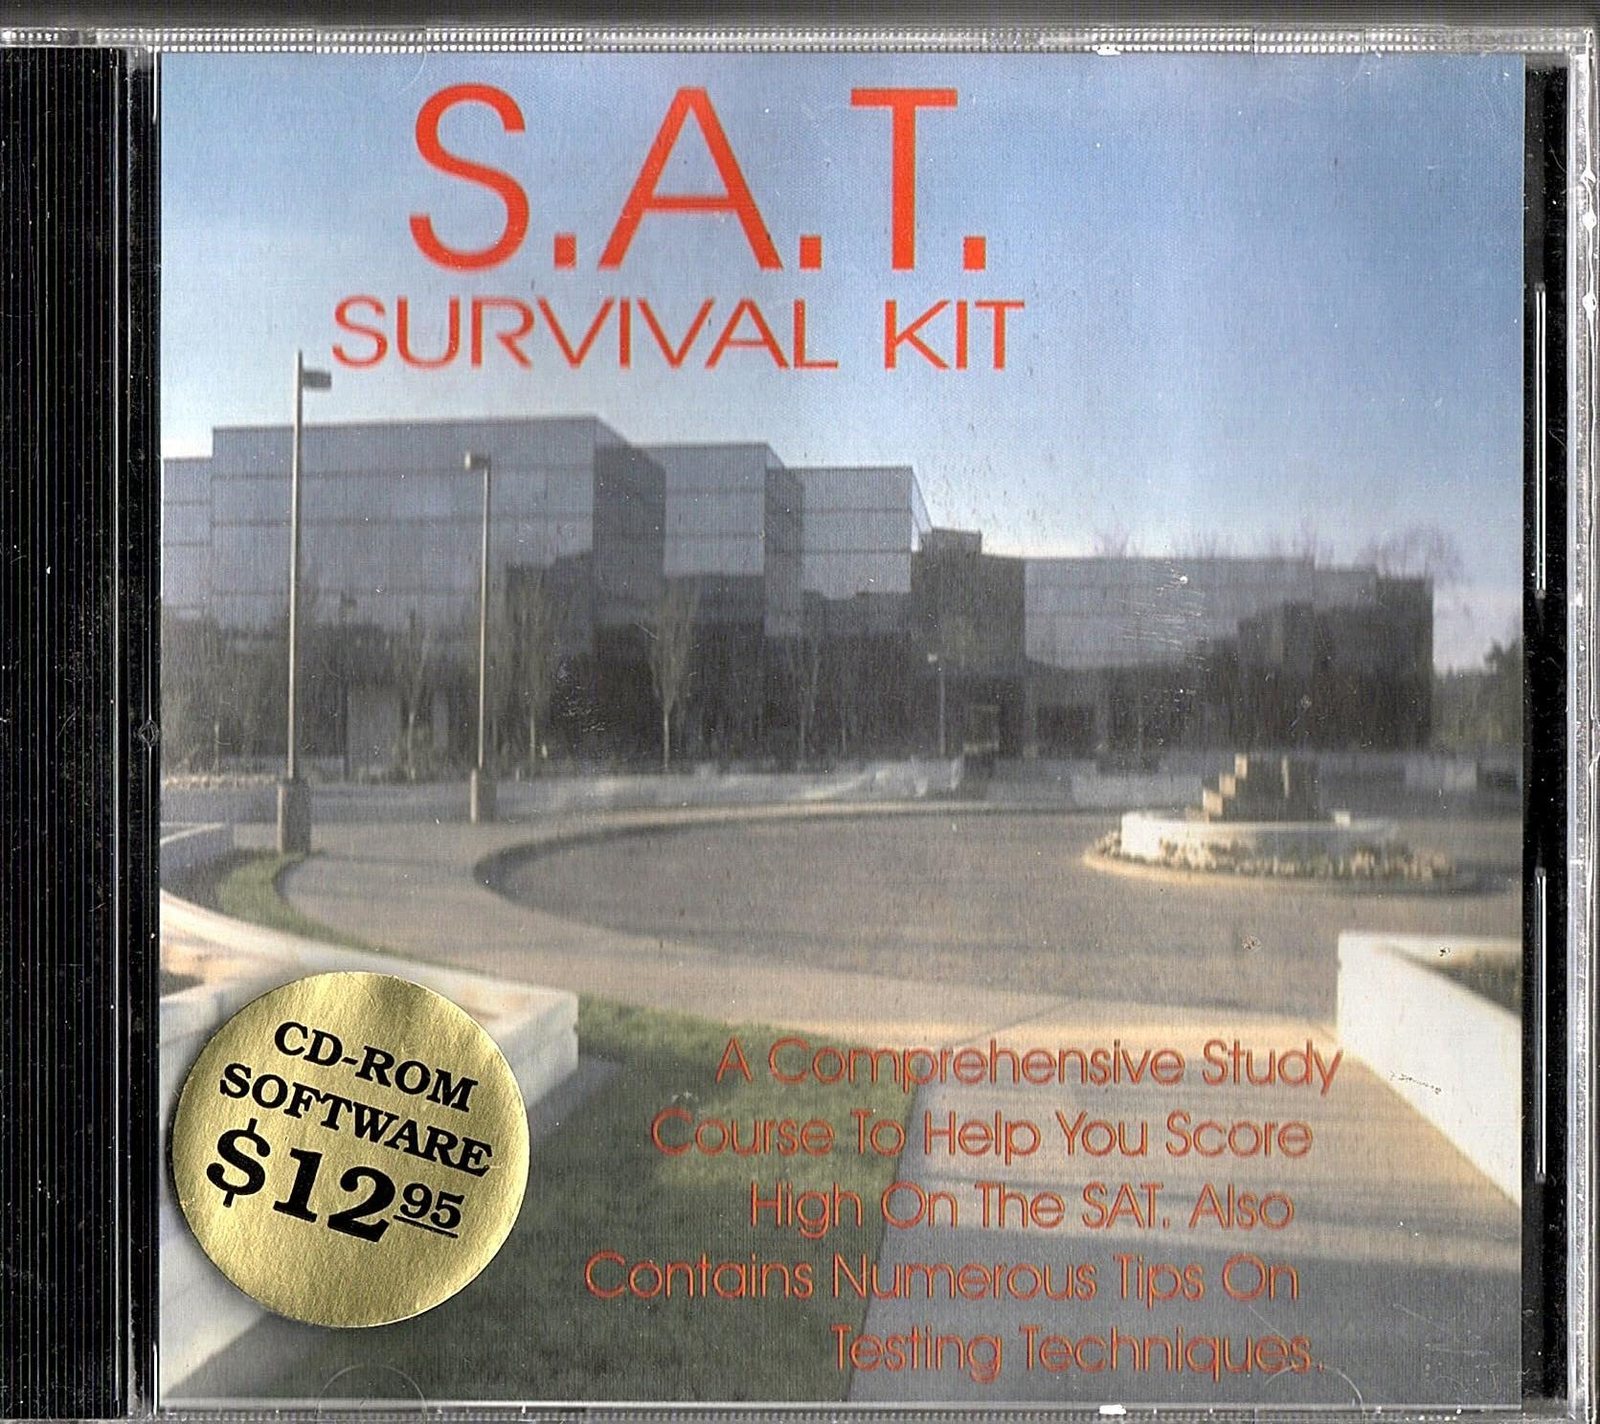 S.A.T.
SURVIVAL KIT
CD-ROM
SOFTWARE
$12 95
A Comprehensive Study
Course To Help You Score
High On The SAT. Also
Contains Numerous Tips On
Testing Techniques.